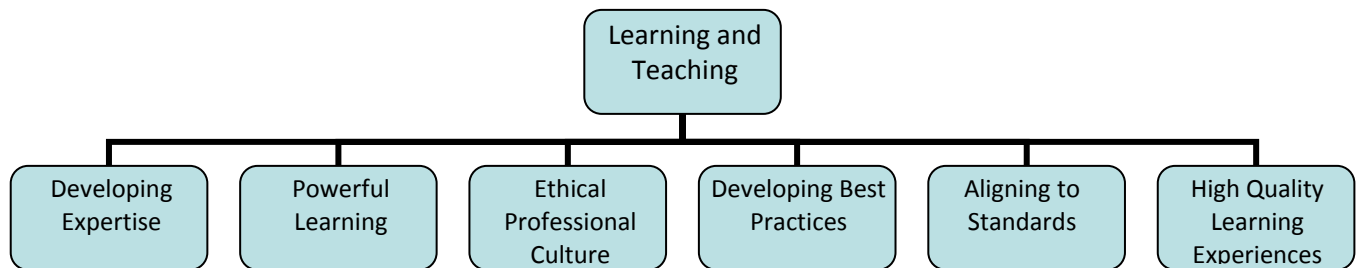 Learning and
Teaching
Developing
Expertise
Powerful
Learning
Ethical
Professional
Culture
Developing Best
Practices
Aligning to
Standards
High Quality
Learning
Experiences